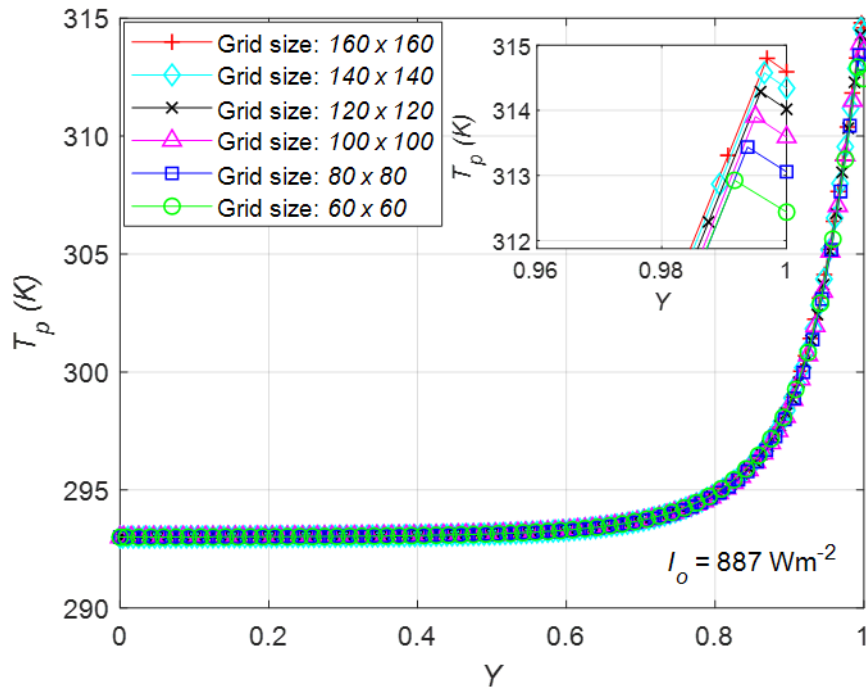 Grid size: 160 x 160
Grid size: 140 x 140
Grid size: 120 x 120
Grid size: 100 x 100
Grid size: 80 x 80
Grid size: 60 x 60
315
310
305
300
295
290
T_p (K)
0
0.2
0.4
0.6
0.8
1
Y
315
314
313
312
T_p (K)
0.96
0.98
1
Y
I_o = 887 Wm^-2